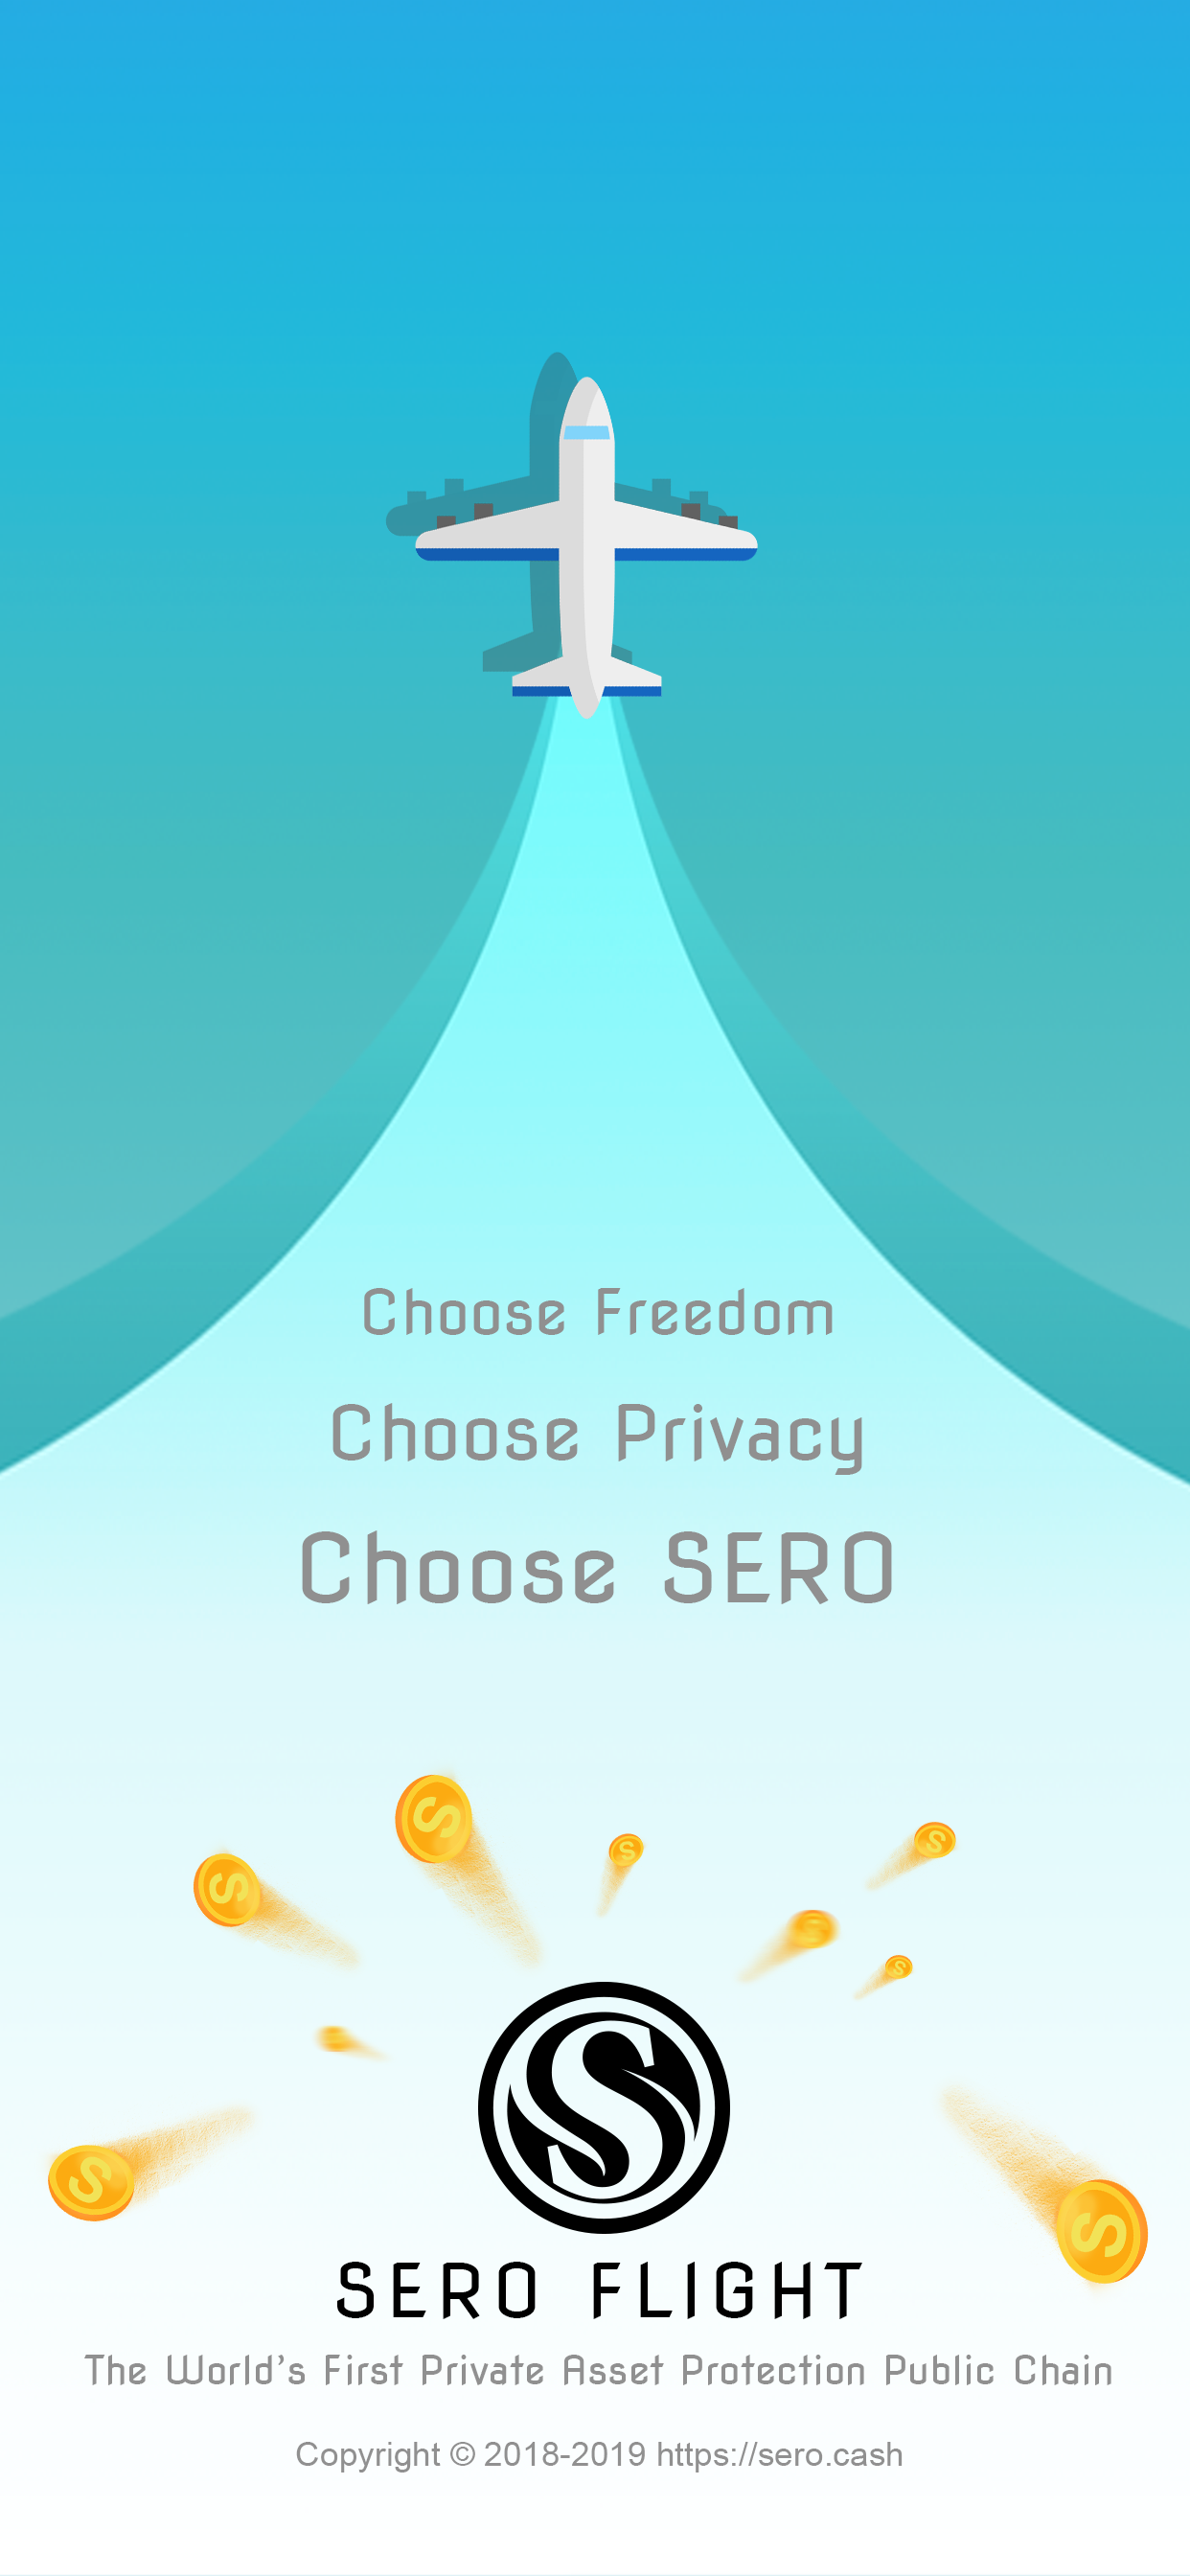 Choose Freedom
Choose Privacy
Choose SERO
S
S
S
S
S
S
S
S
SERO FLIGHT
The World's First Private Asset Protection Public Chain
Copyright © 2018-2019 https://sero.cash